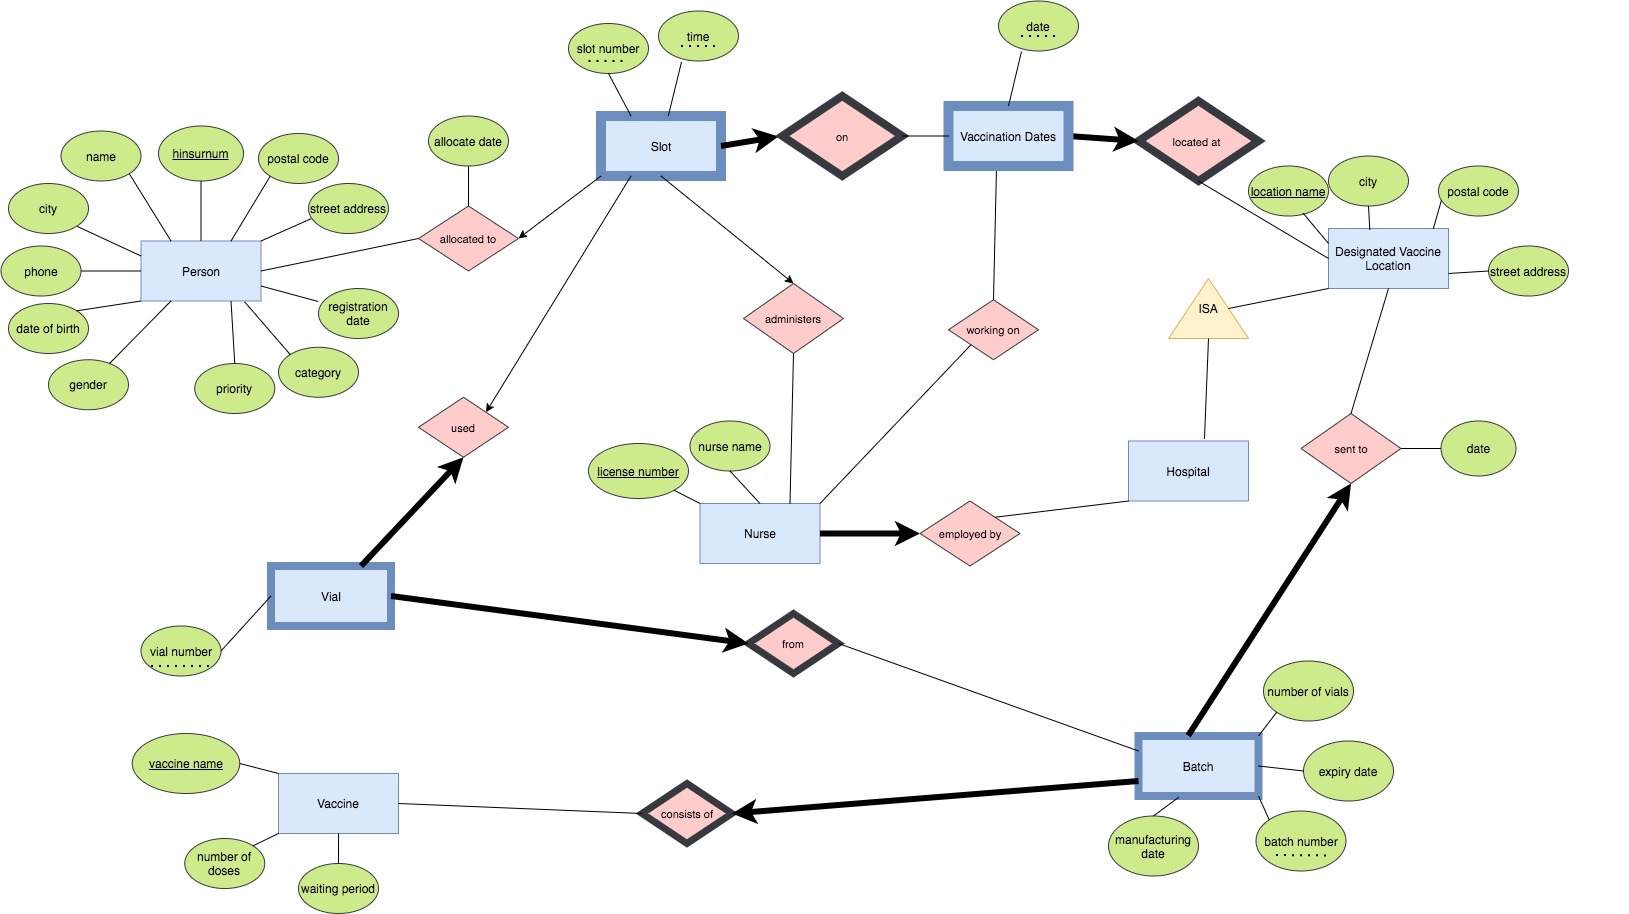 date
time
slot number
Slot
on
Vaccination Dates
located at
allocate date
hinsurnum
name
postal code
city
street address
phone
Person
allocated to
date of birth
registration
date
gender
priority
category
location name
city
postal code
Designated Vaccine
Location
street address
ISA
administers
working on
used
nurse name
license number
Nurse
employed by
Hospital
sent to
date
Vial
vial number
from
number of vials
Batch
expiry date
manufacturing
date
batch number
vaccine name
Vaccine
consists of
number of
doses
waiting period